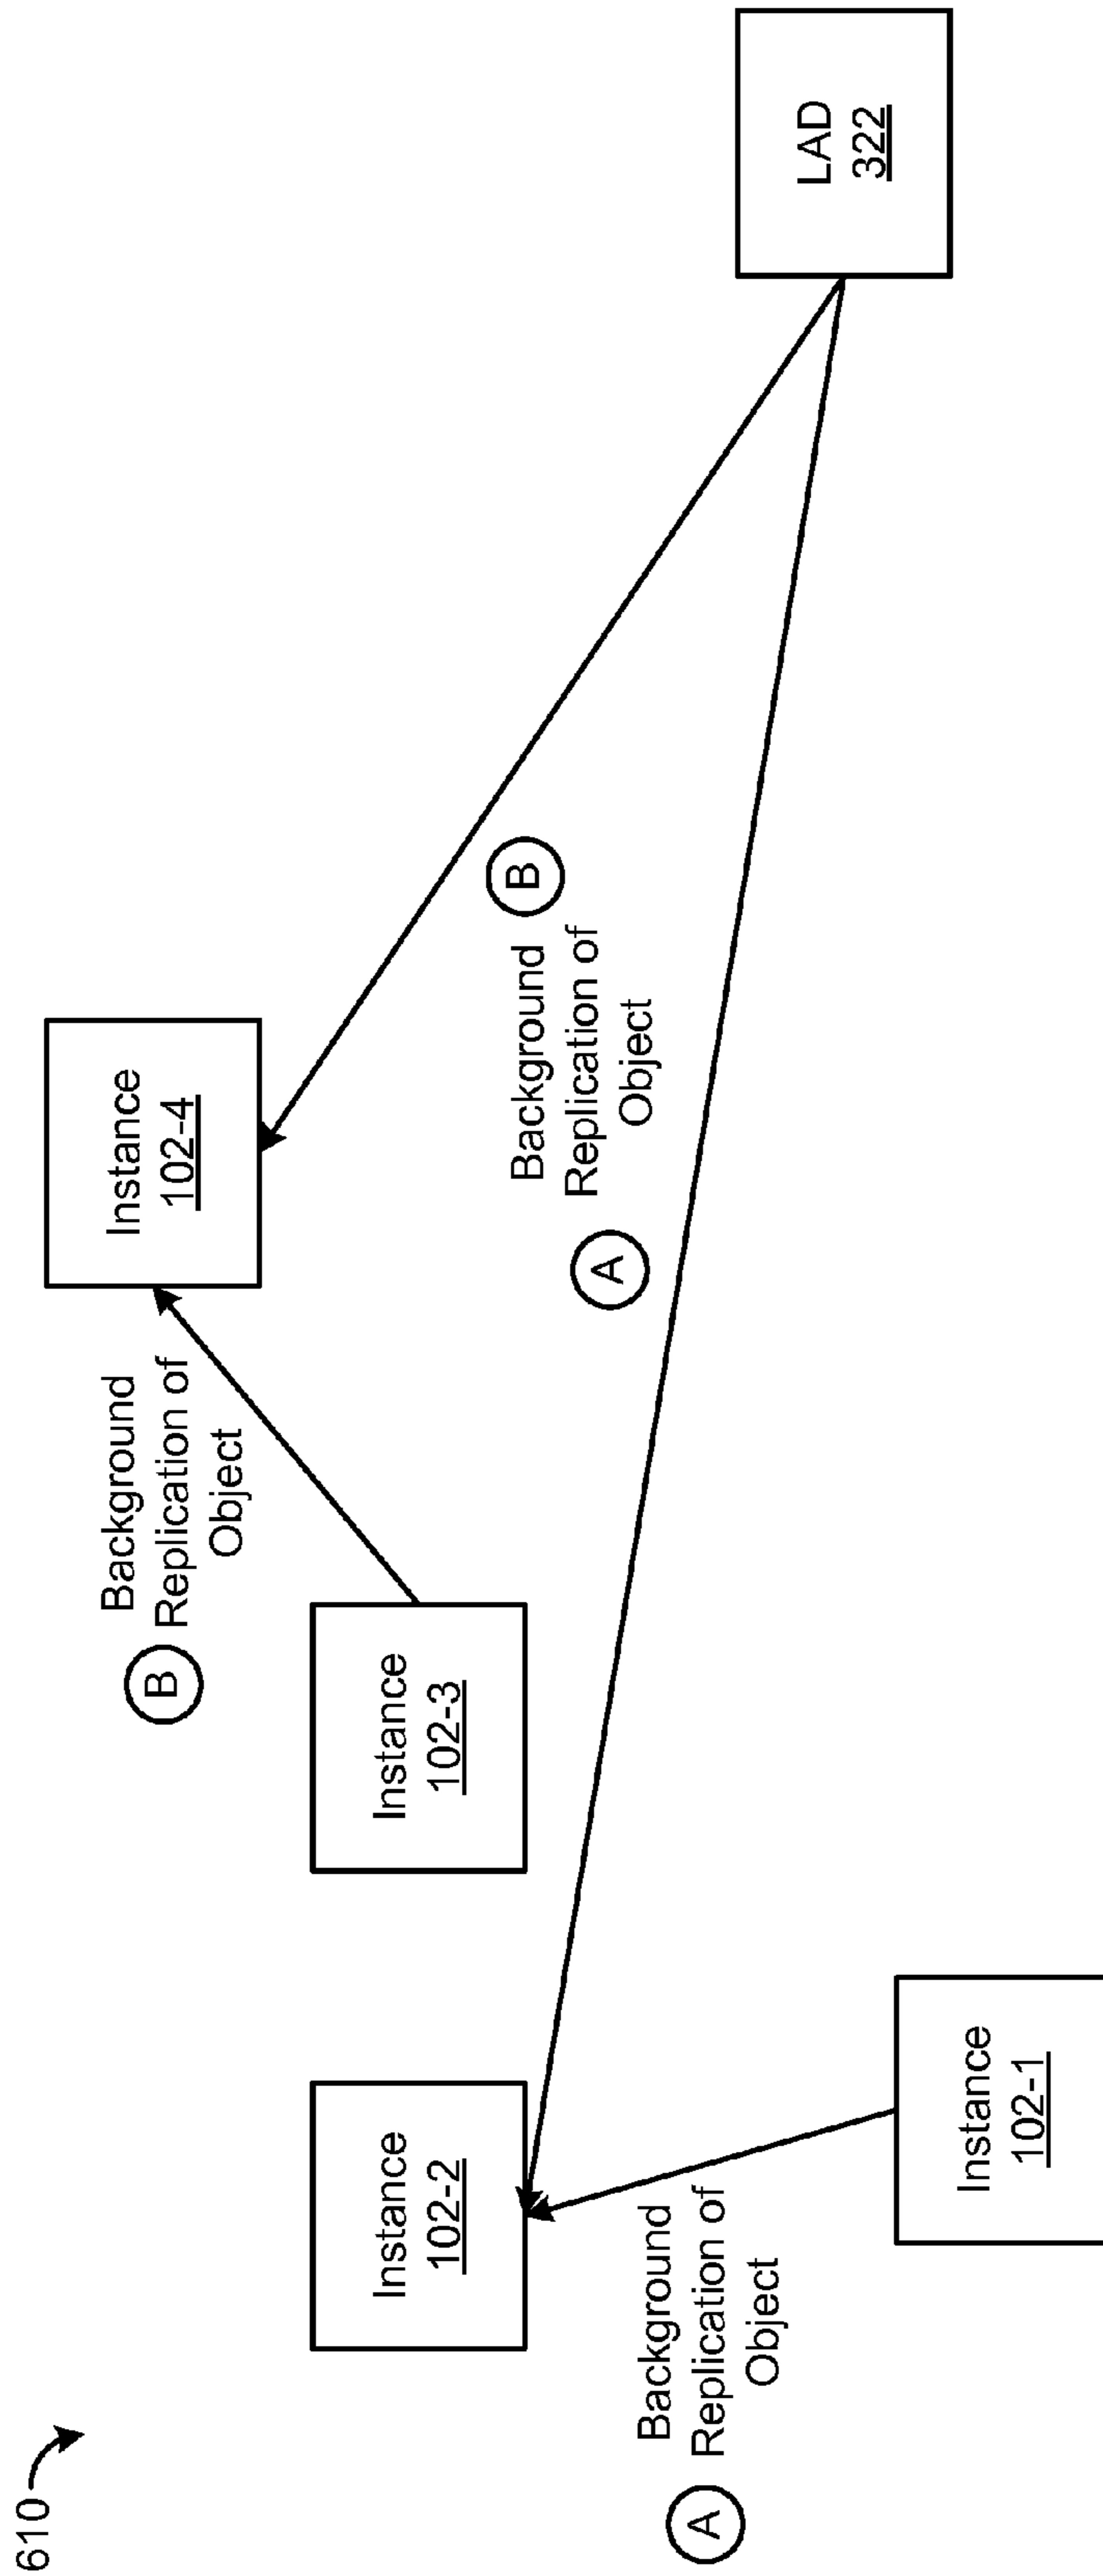 610
Instance
102-4
Background
Replication of
Object
B
Instance
102-3
Instance
102-2
Background
Replication of
Object
B
A
LAD
322
Background
Replication of
Object
A
Instance
102-1